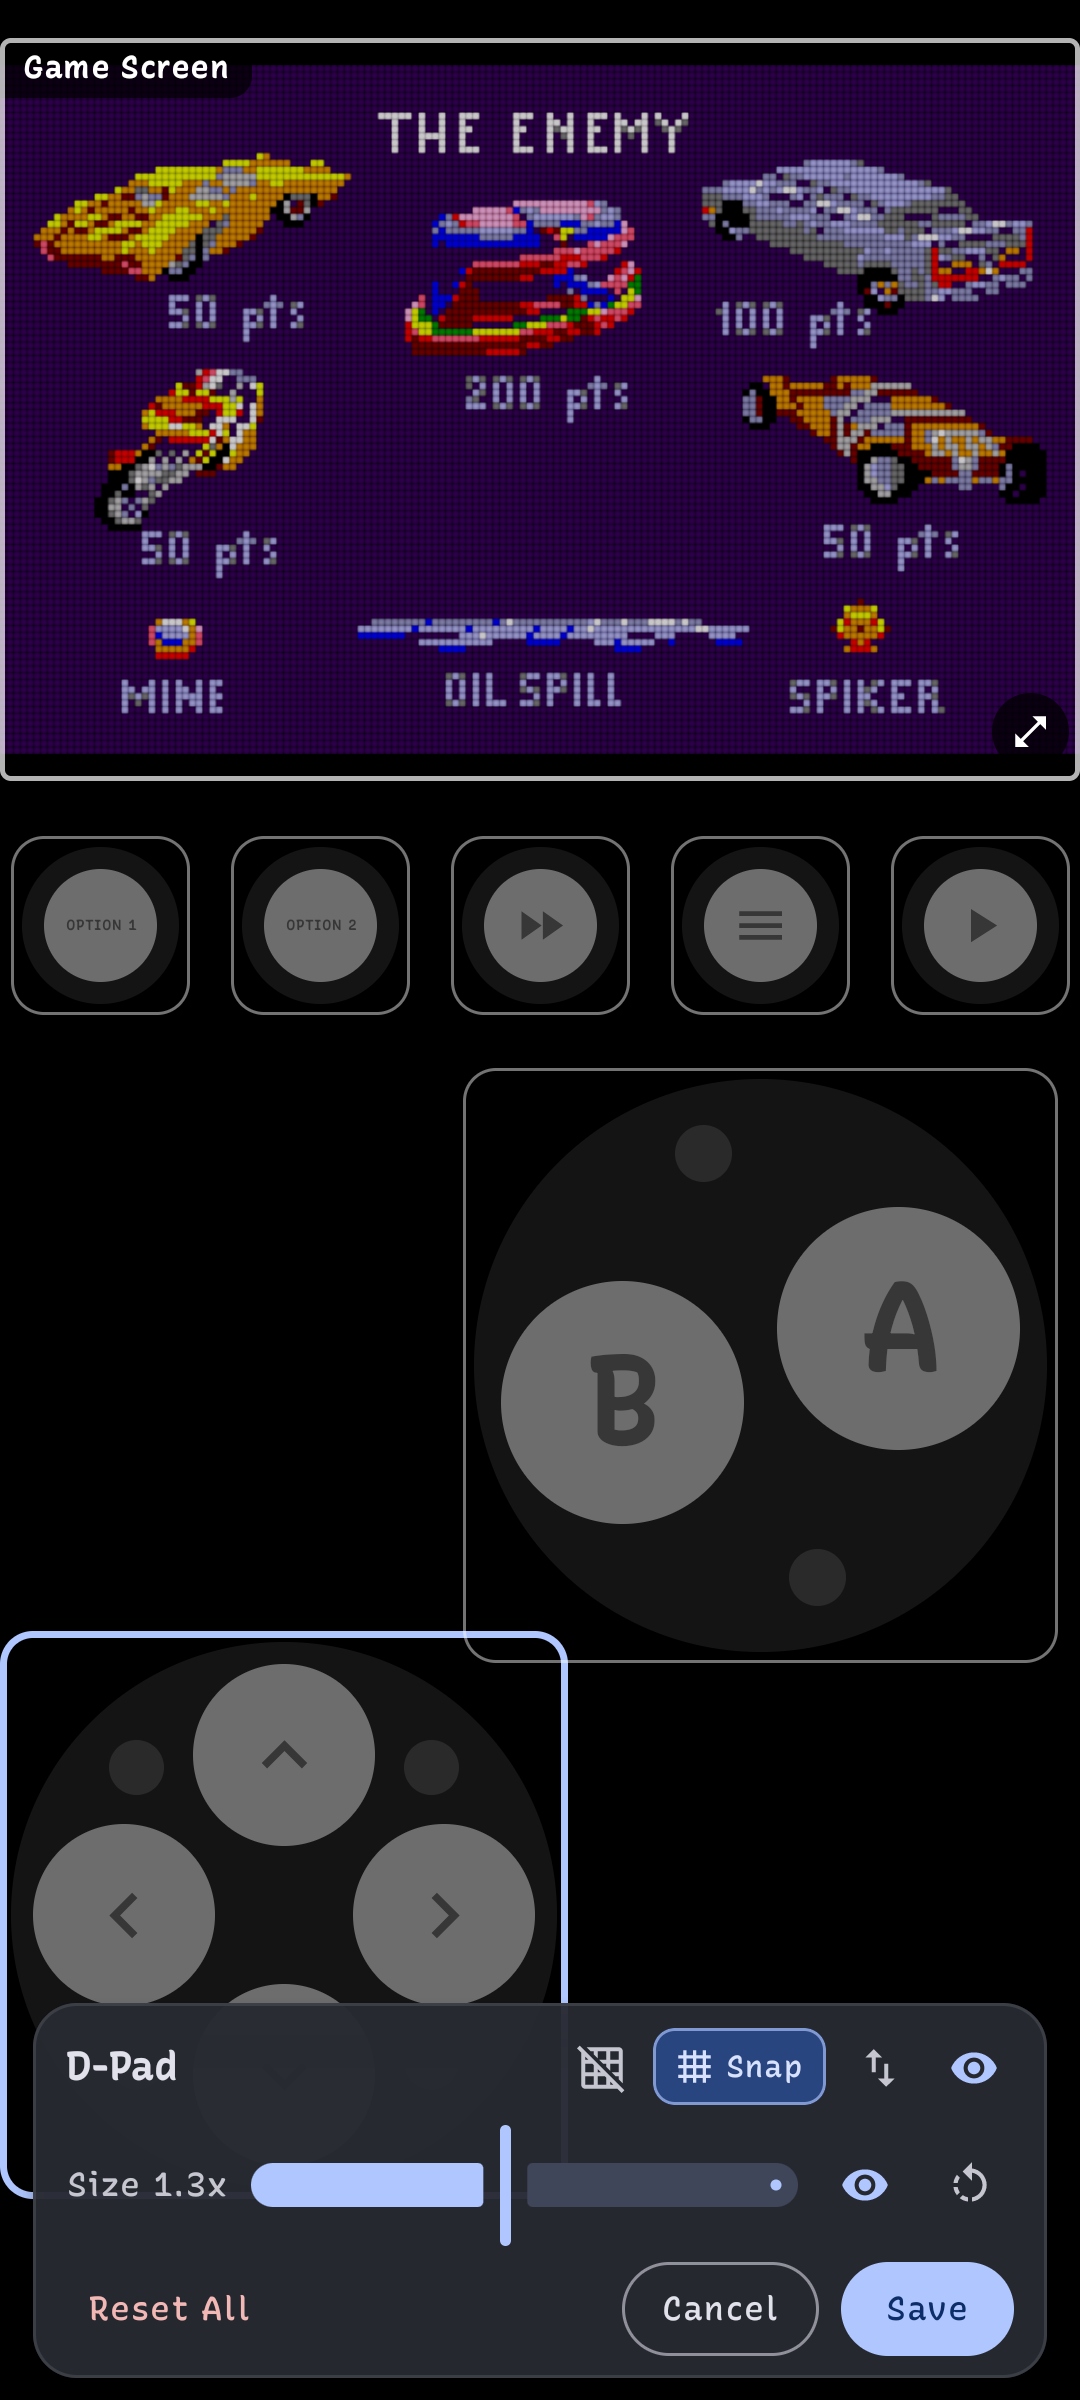 Game Screen
THE ENEMY
50 pts
200 pts
100 pts
50 pts
50 pts
MINE
OIL SPILL
SPIKER
OPTION 1
OPTION 2
A
B
D-Pad
Snap
Size 1.3x
Reset All
Cancel
Save